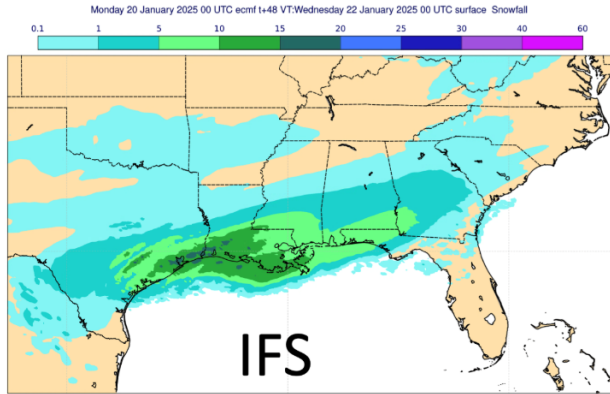 Monday 20 January 2025 00 UTC ecmf t+48 VT:Wednesday 22 January 2025 00 UTC surface Snowfall
0.1 1 5 10 15 20 25 30 40 60
IFS